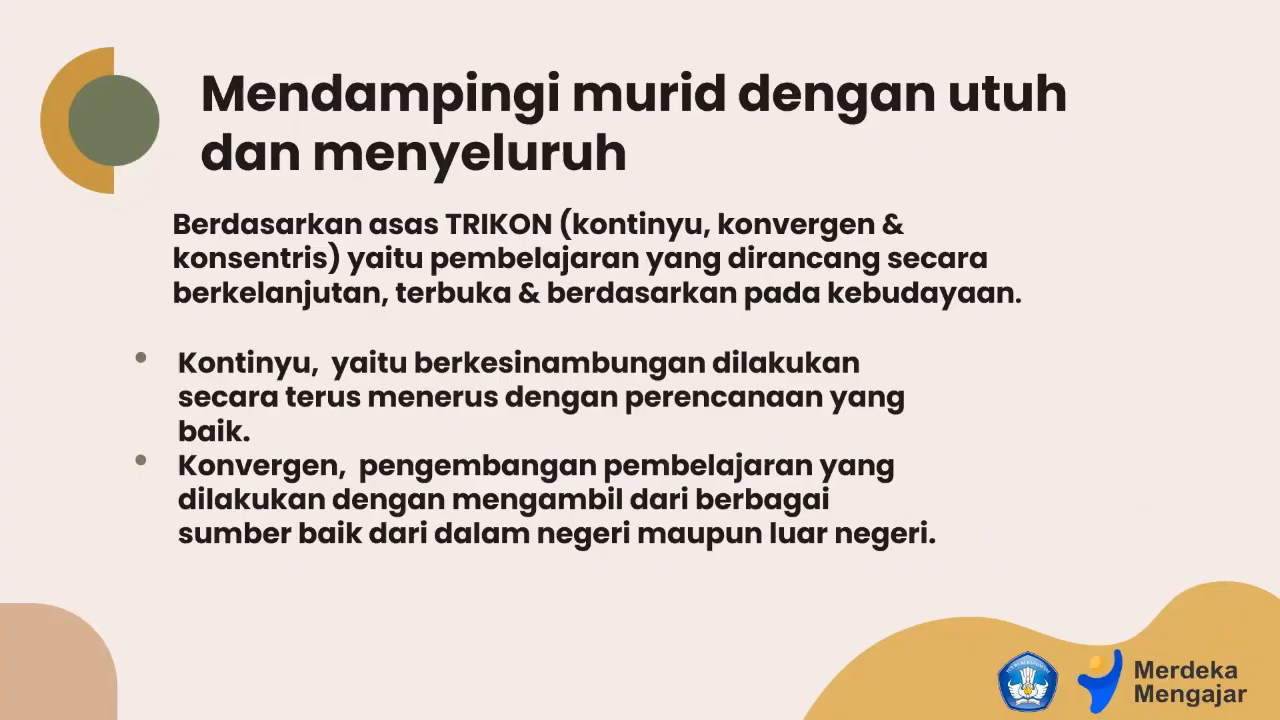 Mendampingi murid dengan utuh
dan menyeluruh
Berdasarkan asas TRIKON (kontinyu, konvergen &
konsentris) yaitu pembelajaran yang dirancang secara
berkelanjutan, terbuka & berdasarkan pada kebudayaan.
• Kontinyu, yaitu berkesinambungan dilakukan
secara terus menerus dengan perencanaan yang
baik.
• Konvergen, pengembangan pembelajaran yang
dilakukan dengan mengambil dari berbagai
sumber baik dari dalam negeri maupun luar negeri.
Merdeka
Mengajar